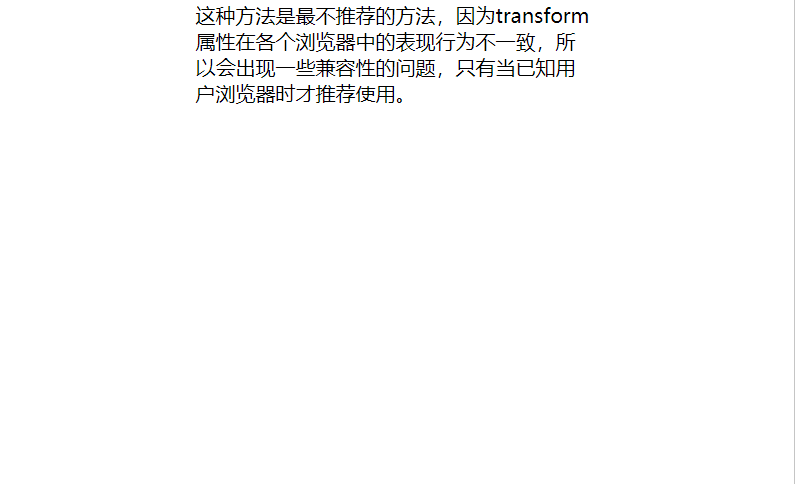 这种方法是最不推荐的方法，因为transform
属性在各个浏览器中的表现行为不一致，所
以会出现一些兼容性的问题，只有当已知用
户浏览器时才推荐使用。